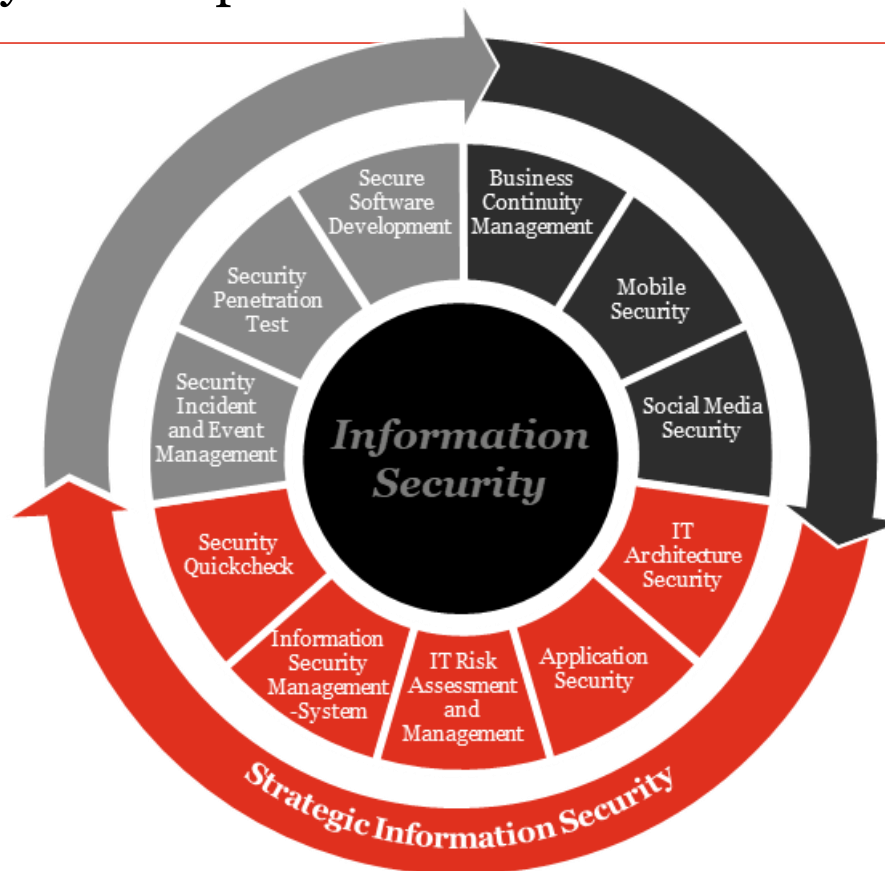 Secure
Software
Development
Business
Continuity
Management
Mobile
Security
Social Media
Security
IT
Architecture
Security
Application
Security
IT Risk
Assessment
and
Management
Information
Security
Management
-System
Security
Quickcheck
Security
Incident
and Event
Management
Security
Penetration
Test
Information
Security
Strategic Information Security